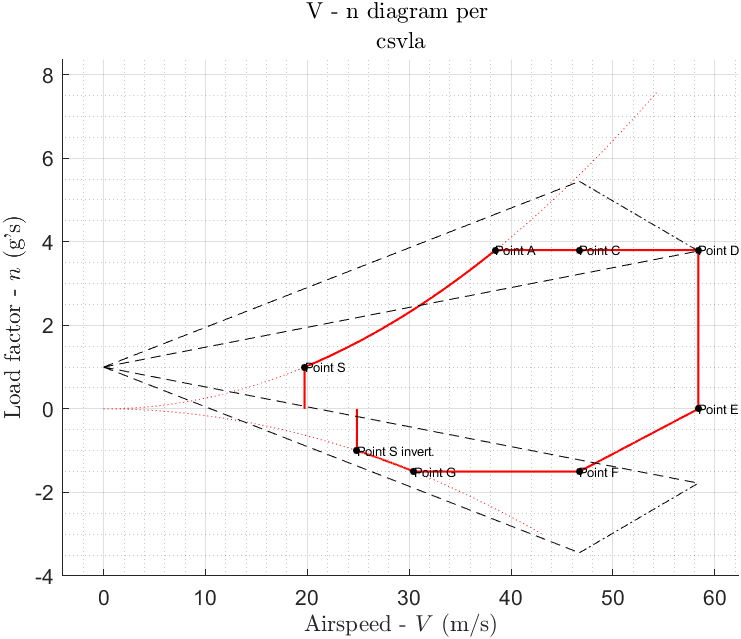 V - n diagram per
csvla
8
6
4
2
0
-2
-4
Load factor - n (g's)
Point A
Point C
Point D
Point S
Point E
Point S invert.
Point G
Point F
0 10 20 30 40 50 60
Airspeed - V (m/s)